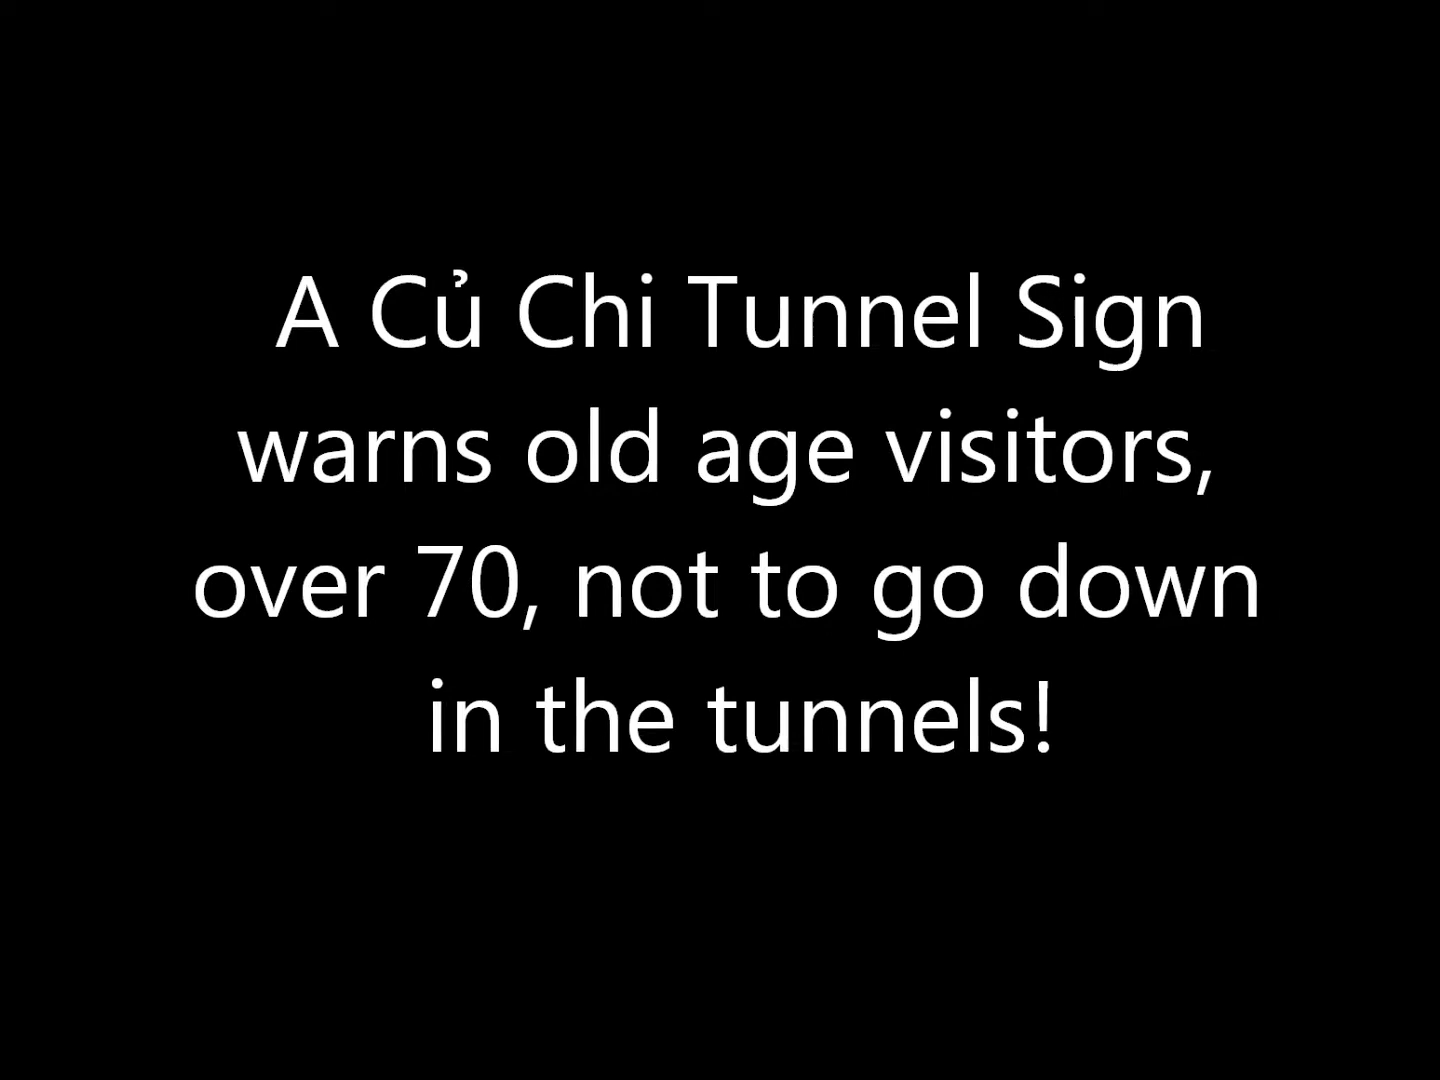 A Củ Chi Tunnel Sign
warns old age visitors,
over 70, not to go down
in the tunnels!